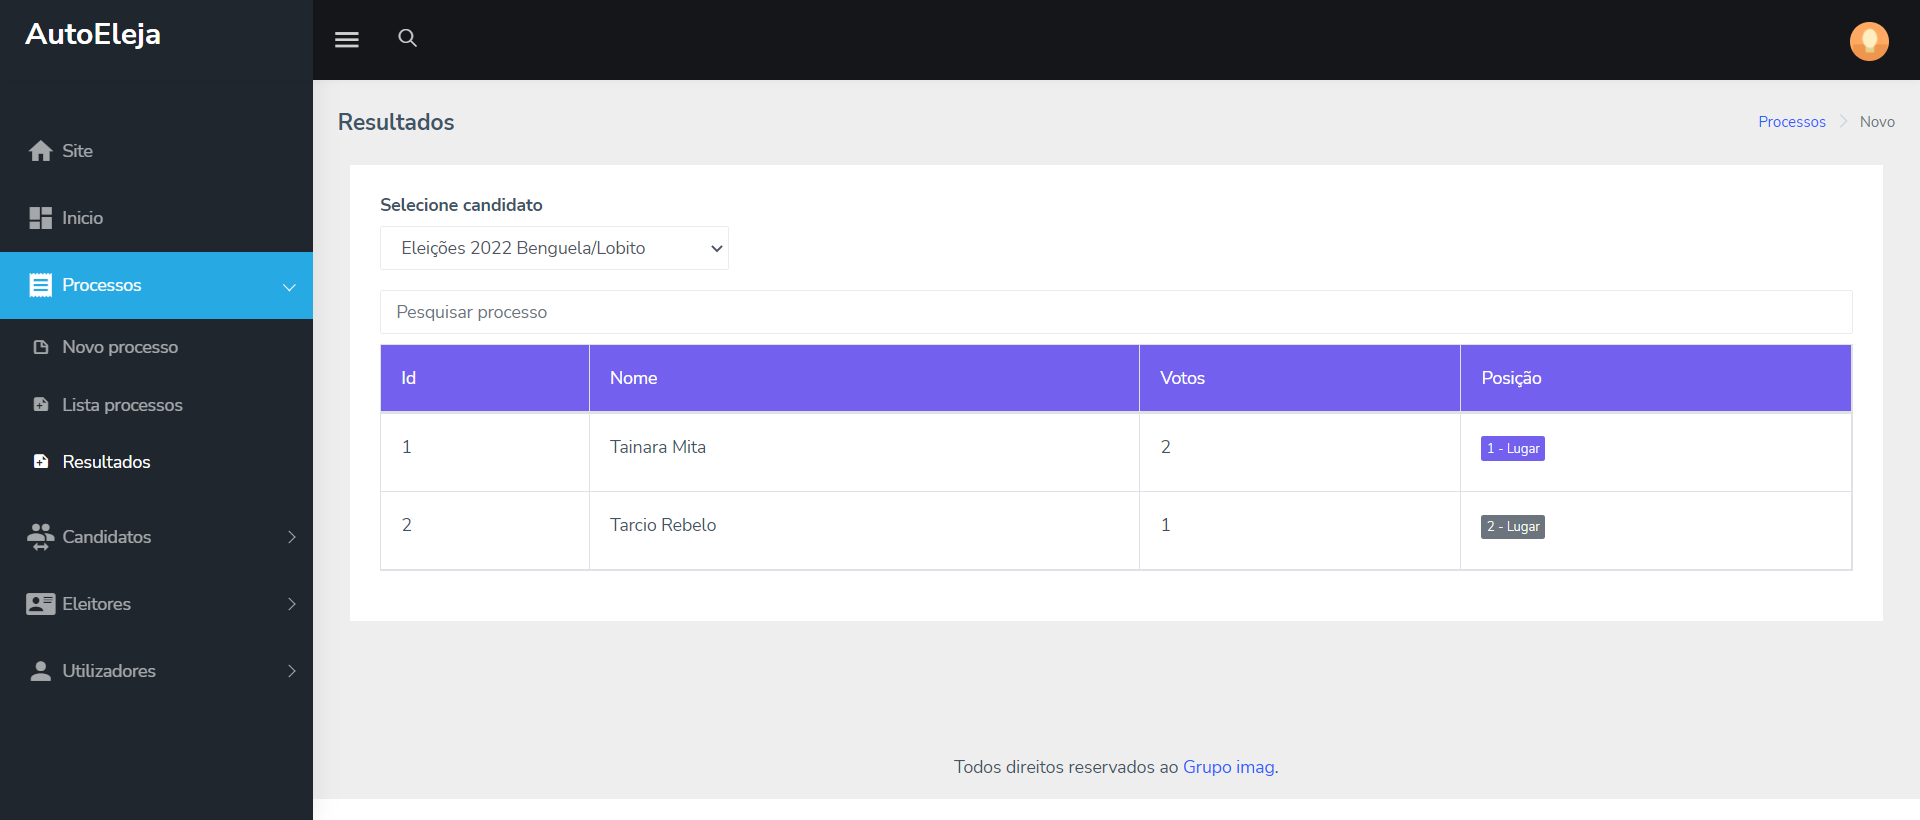 AutoEleja
Site
Inicio
Processos
Novo processo
Lista processos
Resultados
Candidatos
Eleitores
Utilizadores
Resultados
Processos
Novo
Selecione candidato
Eleições 2022 Benguela/Lobito
Pesquisar processo
Id Nome Votos Posição
1 Tainara Mita 2 1 - Lugar
2 Tarcio Rebelo 1 2 - Lugar
Todos direitos reservados ao Grupo imag.